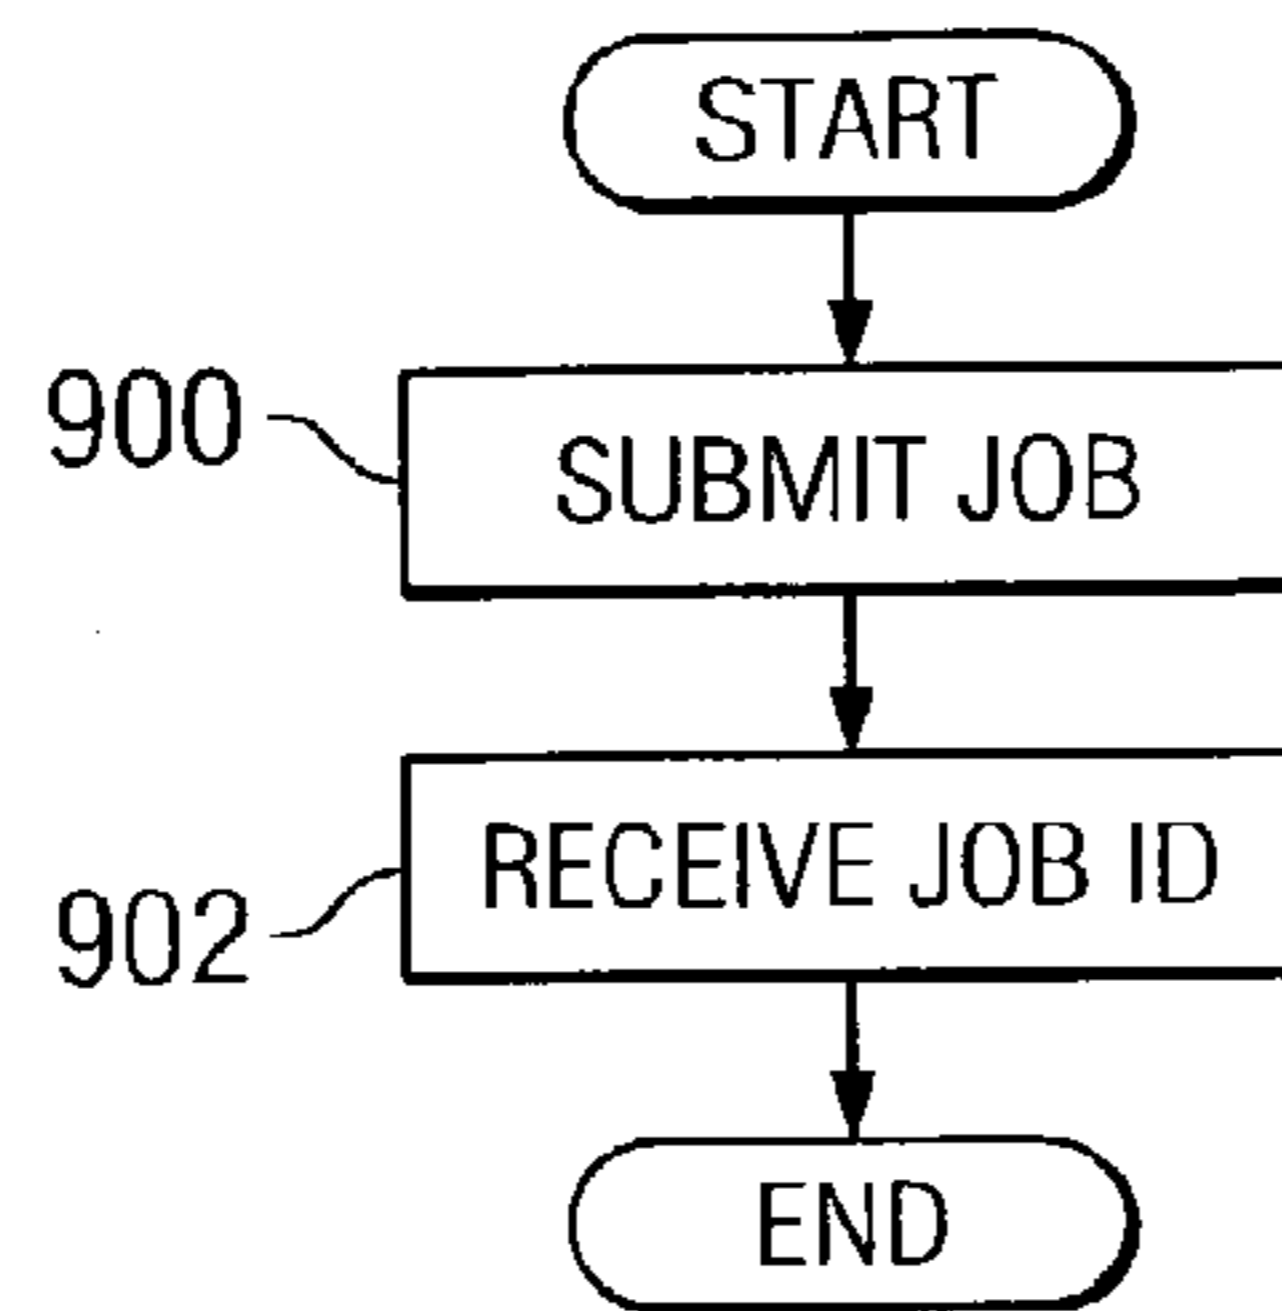 START
900
SUBMIT JOB
RECEIVE JOB ID
902
END